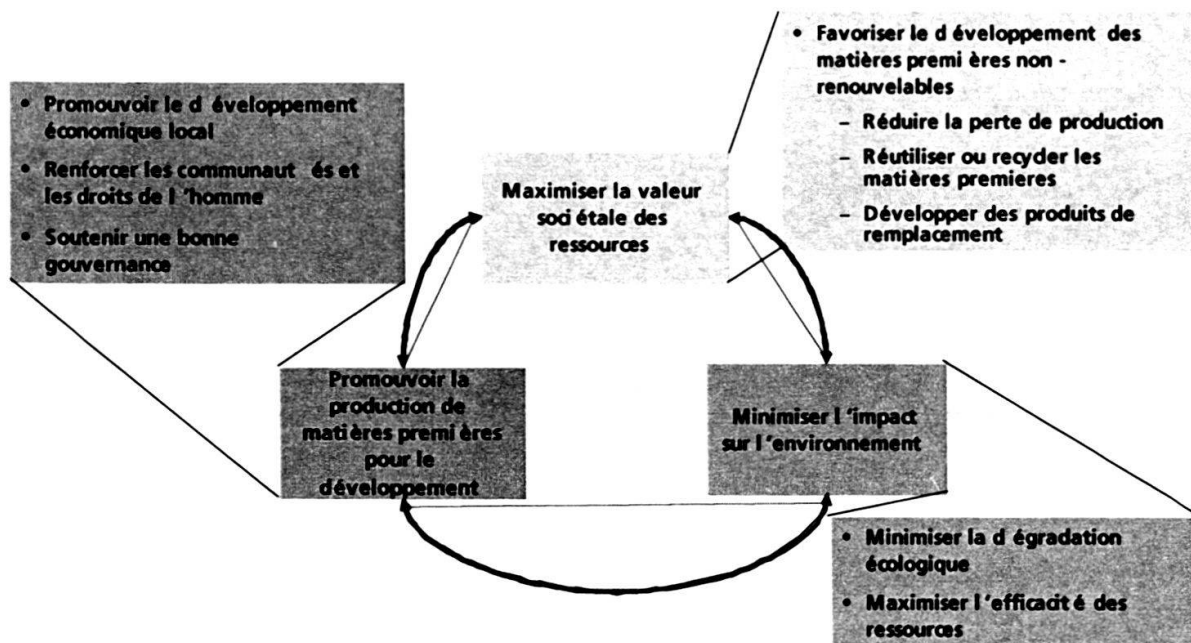 • Promouvoir le d éveloppement
économique local
• Renforcer les communaut és et
les droits de l 'homme
• Soutenir une bonne
gouvernance
Maximiser la valeur
soci étale des
ressources
• Favoriser le d éveloppement des
matières premi ères non -
renouvelables
– Réduire la perte de production
– Réutiliser ou recycler les
matières premieres
– Développer des produits de
remplacement
Promouvoir la
production de
matières premi ères
pour le
développement
Minimiser l 'impact
sur l 'environnement
• Minimiser la d égradation
écologique
• Maximiser l 'efficacit é des
ressources